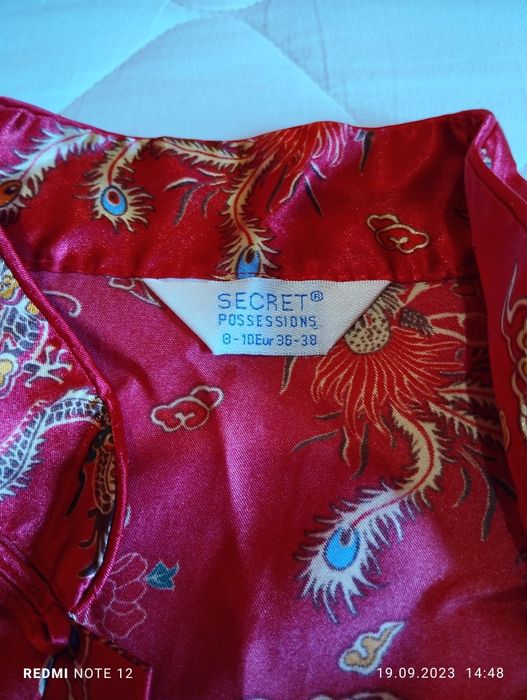 SECRET®
POSSESSIONS
8-10Eur 36-38
REDMI NOTE 12
19.09.2023 14:48